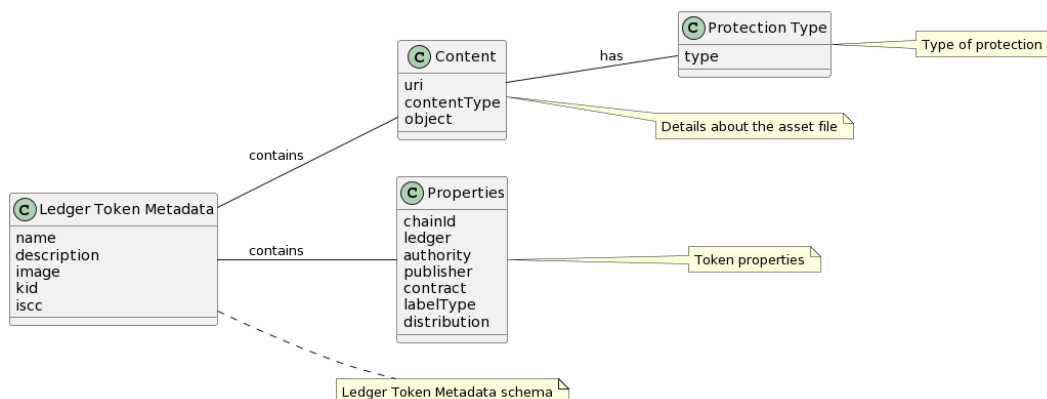 C Protection Type
type
Type of protection
has
C Content
uri
contentType
object
Details about the asset file
contains
C Ledger Token Metadata
name
description
image
kid
iscc
contains
C Properties
chainId
ledger
authority
publisher
contract
labelType
distribution
Token properties
Ledger Token Metadata schema